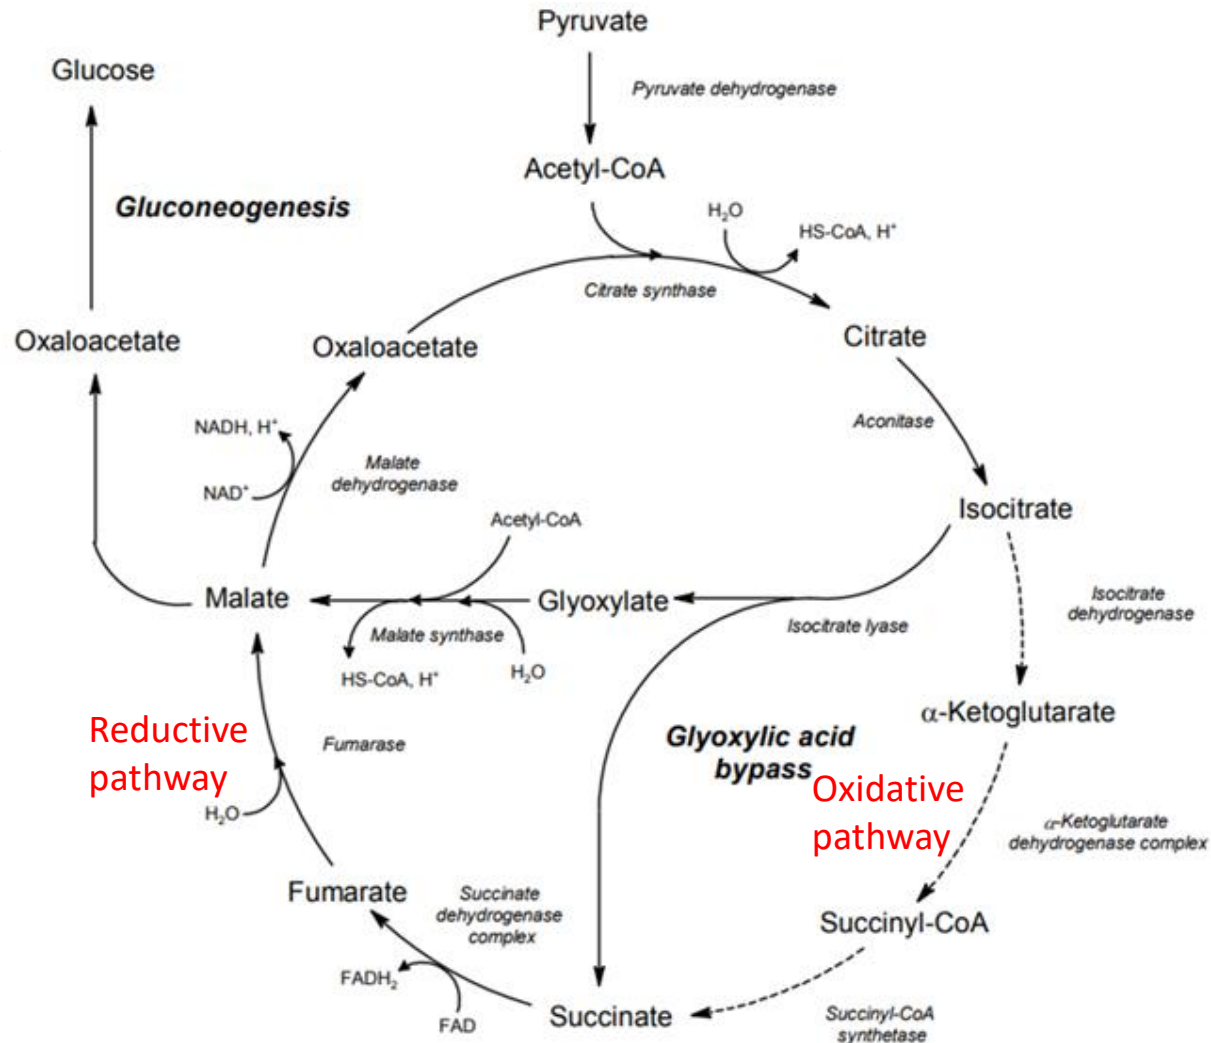 Pyruvate
Glucose
Pyruvate dehydrogenase
Acetyl-CoA
Gluconeogenesis
H₂O
HS-CoA, H⁺
Citrate synthase
Oxaloacetate
Oxaloacetate
Citrate
NADH, H⁺
Aconitase
Malate
dehydrogenase
NAD⁺
Isocitrate
Acetyl-CoA
Malate
Glyoxylate
Isocitrate
dehydrogenase
Isocitrate lyase
Malate synthase
HS-CoA, H⁺
H₂O
α-Ketoglutarate
Reductive
pathway
Fumarase
Glyoxylic acid
bypass
Oxidative
pathway
H₂O
α-Ketoglutarate
dehydrogenase complex
Fumarate
Succinate
dehydrogenase
complex
Succinyl-CoA
FADH₂
FAD
Succinate
Succinyl-CoA
synthetase